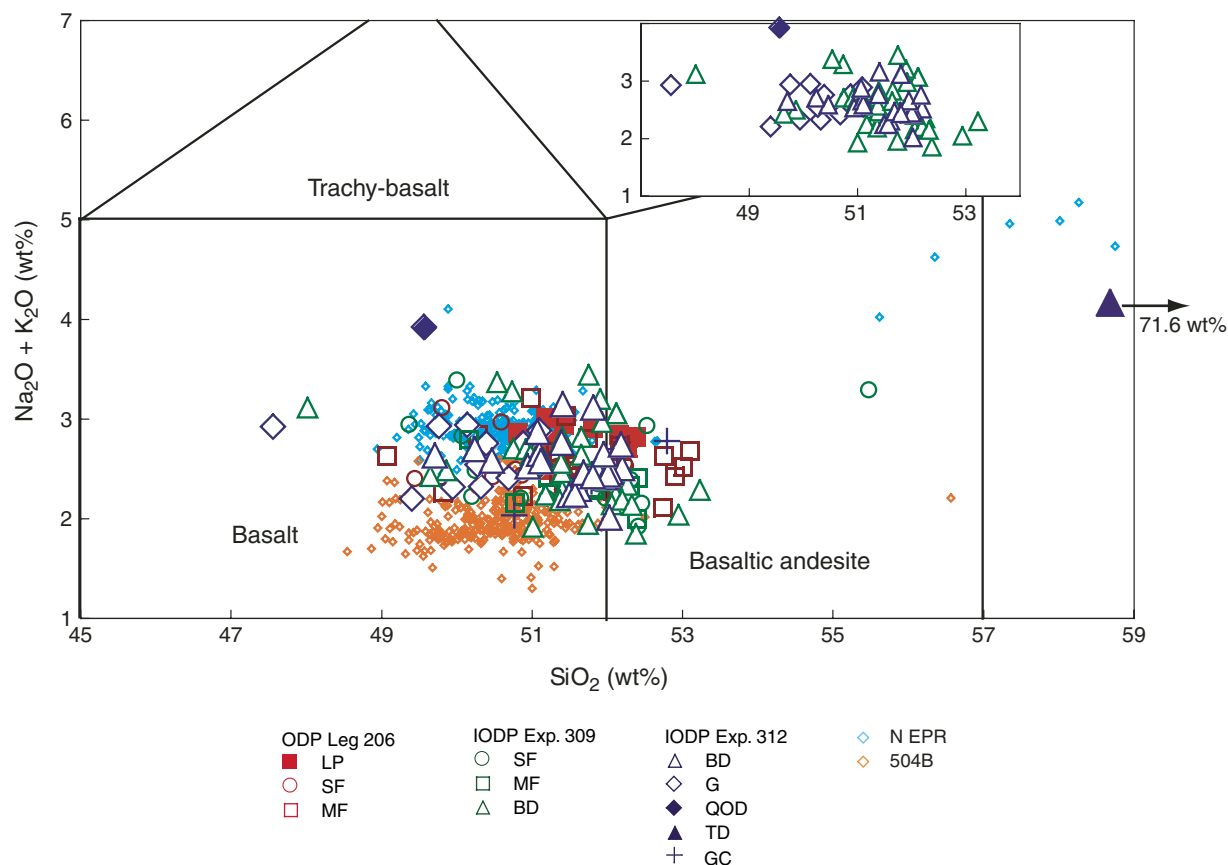 7
6
5
4
3
2
1
Na₂O + K₂O (wt%)
3
2
1
49 51 53
Trachy-basalt
71.6 wt%
Basalt
Basaltic andesite
45 47 49 51 53 55 57 59
SiO₂ (wt%)
ODP Leg 206
LP
SF
MF
IODP Exp. 309
SF
MF
BD
IODP Exp. 312
BD
G
QOD
TD
GC
N EPR
504B